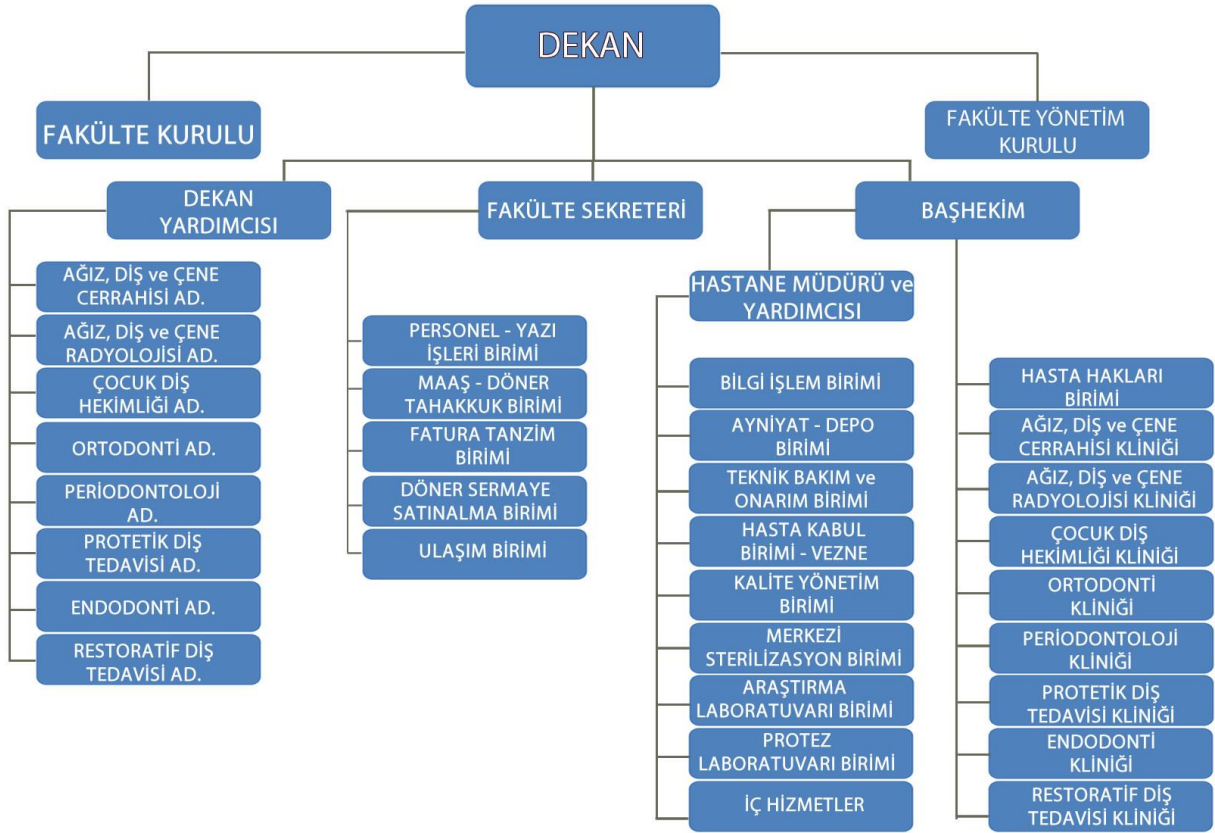 DEKAN
FAKÜLTE KURULU
FAKÜLTE YÖNETİM
KURULU
DEKAN
YARDIMCISI
FAKÜLTE SEKRETERİ
BAŞHEKİM
AĞIZ, DİŞ ve ÇENE
CERRAHİSİ AD.
AĞIZ, DİŞ ve ÇENE
RADYOLOJİSİ AD.
ÇOCUK DİŞ
HEKİMLİĞİ AD.
ORTODONTİ AD.
PERİODONTOLOJİ
AD.
PROTETİK DİŞ
TEDAVİSİ AD.
ENDODONTİ AD.
RESTORATİF DİŞ
TEDAVİSİ AD.
PERSONEL - YAZI
İŞLERİ BİRİMİ
MAAŞ - DÖNER
TAHAKKUK BİRİMİ
FATURA TANZİM
BİRİMİ
DÖNER SERMAYE
SATINALMA BİRİMİ
ULAŞIM BİRİMİ
HASTANE MÜDÜRÜ ve
YARDIMCISI
BİLGİ İŞLEM BİRİMİ
AYNİYAT - DEPO
BİRİMİ
TEKNİK BAKIM ve
ONARIM BİRİMİ
HASTA KABUL
BİRİMİ - VEZNE
KALİTE YÖNETİM
BİRİMİ
MERKEZİ
STERİLİZASYON BİRİMİ
ARAŞTIRMA
LABORATUVARI BİRİMİ
PROTEZ
LABORATUVARI BİRİMİ
İÇ HİZMETLER
HASTA HAKLARI
BİRİMİ
AĞIZ, DİŞ ve ÇENE
CERRAHİSİ KLİNİĞİ
AĞIZ, DİŞ ve ÇENE
RADYOLOJİSİ KLİNİĞİ
ÇOCUK DİŞ
HEKİMLİĞİ KLİNİĞİ
ORTODONTİ
KLİNİĞİ
PERİODONTOLOJİ
KLİNİĞİ
PROTETİK DİŞ
TEDAVİSİ KLİNİĞİ
ENDODONTİ
KLİNİĞİ
RESTORATİF DİŞ
TEDAVİSİ KLİNİĞİ